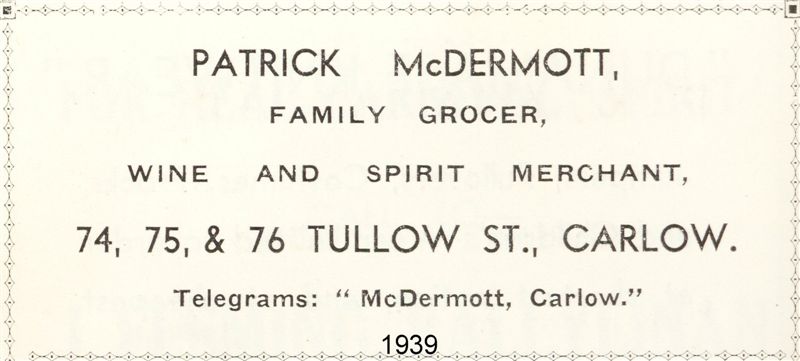 PATRICK McDERMOTT,
FAMILY GROCER,
WINE AND SPIRIT MERCHANT,
74, 75, & 76 TULLOW ST., CARLOW.
Telegrams: “ McDermott, Carlow.”
1939